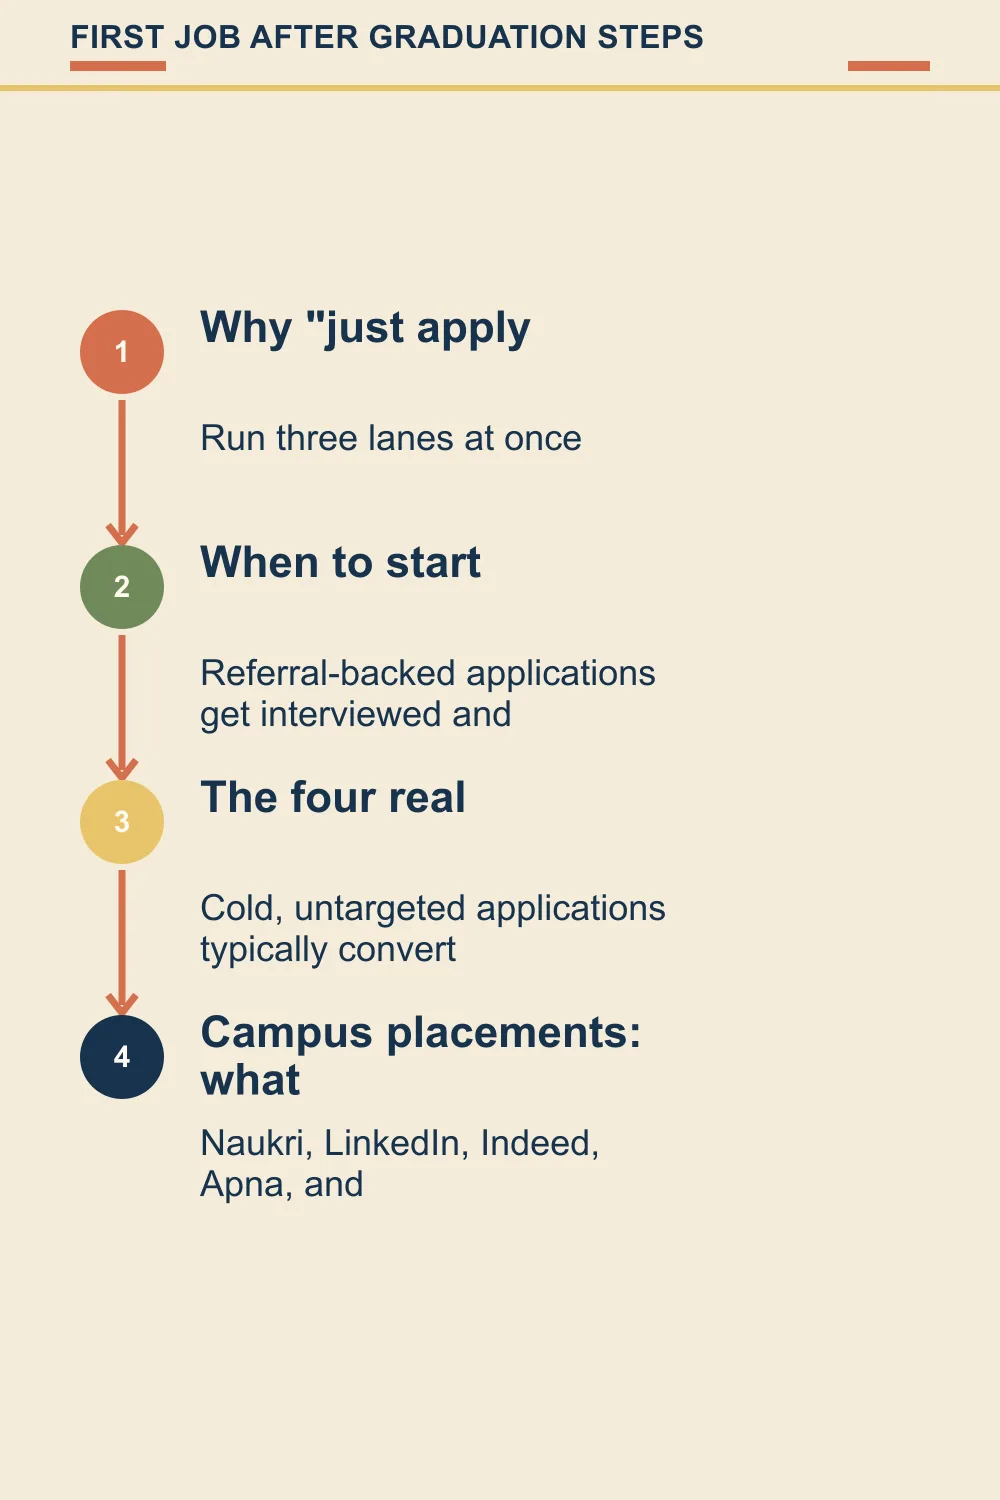 FIRST JOB AFTER GRADUATION STEPS
1
Why "just apply
Run three lanes at once
2
When to start
Referral-backed applications
get interviewed and
3
The four real
Cold, untargeted applications
typically convert
4
Campus placements:
what
Naukri, LinkedIn, Indeed,
Apna, and